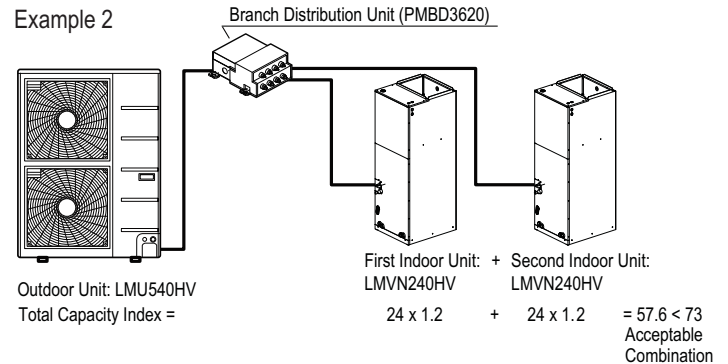 Example 2
Branch Distribution Unit (PMBD3620)
First Indoor Unit: + Second Indoor Unit:
LMVN240HV LMVN240HV
Outdoor Unit: LMU540HV
Total Capacity Index = 24 x 1.2 + 24 x 1.2 = 57.6 < 73
Acceptable
Combination